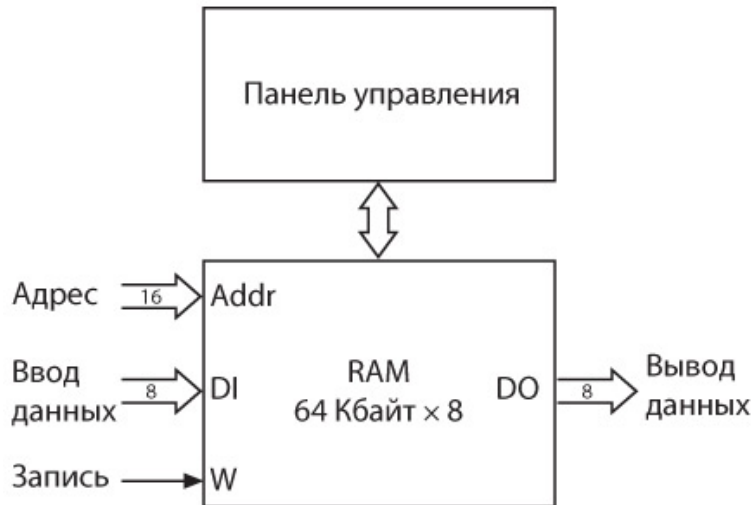 Панель управления
Адрес
16
Addr
Ввод
данных
8
DI
RAM
64 Кбайт × 8
DO
8
Вывод
данных
Запись
W